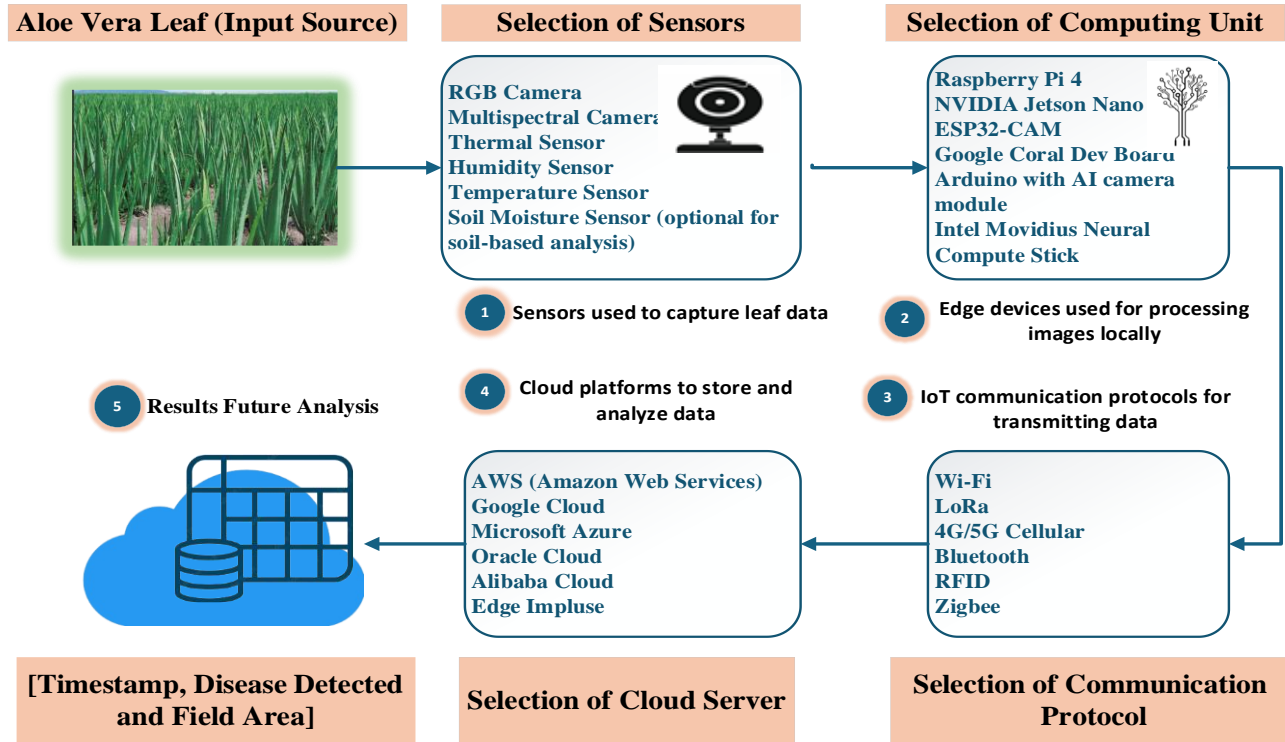 Aloe Vera Leaf (Input Source)
Selection of Sensors
Selection of Computing Unit
RGB Camera
Multispectral Camera
Thermal Sensor
Humidity Sensor
Temperature Sensor
Soil Moisture Sensor (optional for
soil-based analysis)
Raspberry Pi 4
NVIDIA Jetson Nano
ESP32-CAM
Google Coral Dev Board
Arduino with AI camera
module
Intel Movidius Neural
Compute Stick
1 Sensors used to capture leaf data
2 Edge devices used for processing
images locally
5 Results Future Analysis
4 Cloud platforms to store and
analyze data
3 IoT communication protocols for
transmitting data
AWS (Amazon Web Services)
Google Cloud
Microsoft Azure
Oracle Cloud
Alibaba Cloud
Edge Impluse
Wi-Fi
LoRa
4G/5G Cellular
Bluetooth
RFID
Zigbee
[Timestamp, Disease Detected
and Field Area]
Selection of Cloud Server
Selection of Communication
Protocol